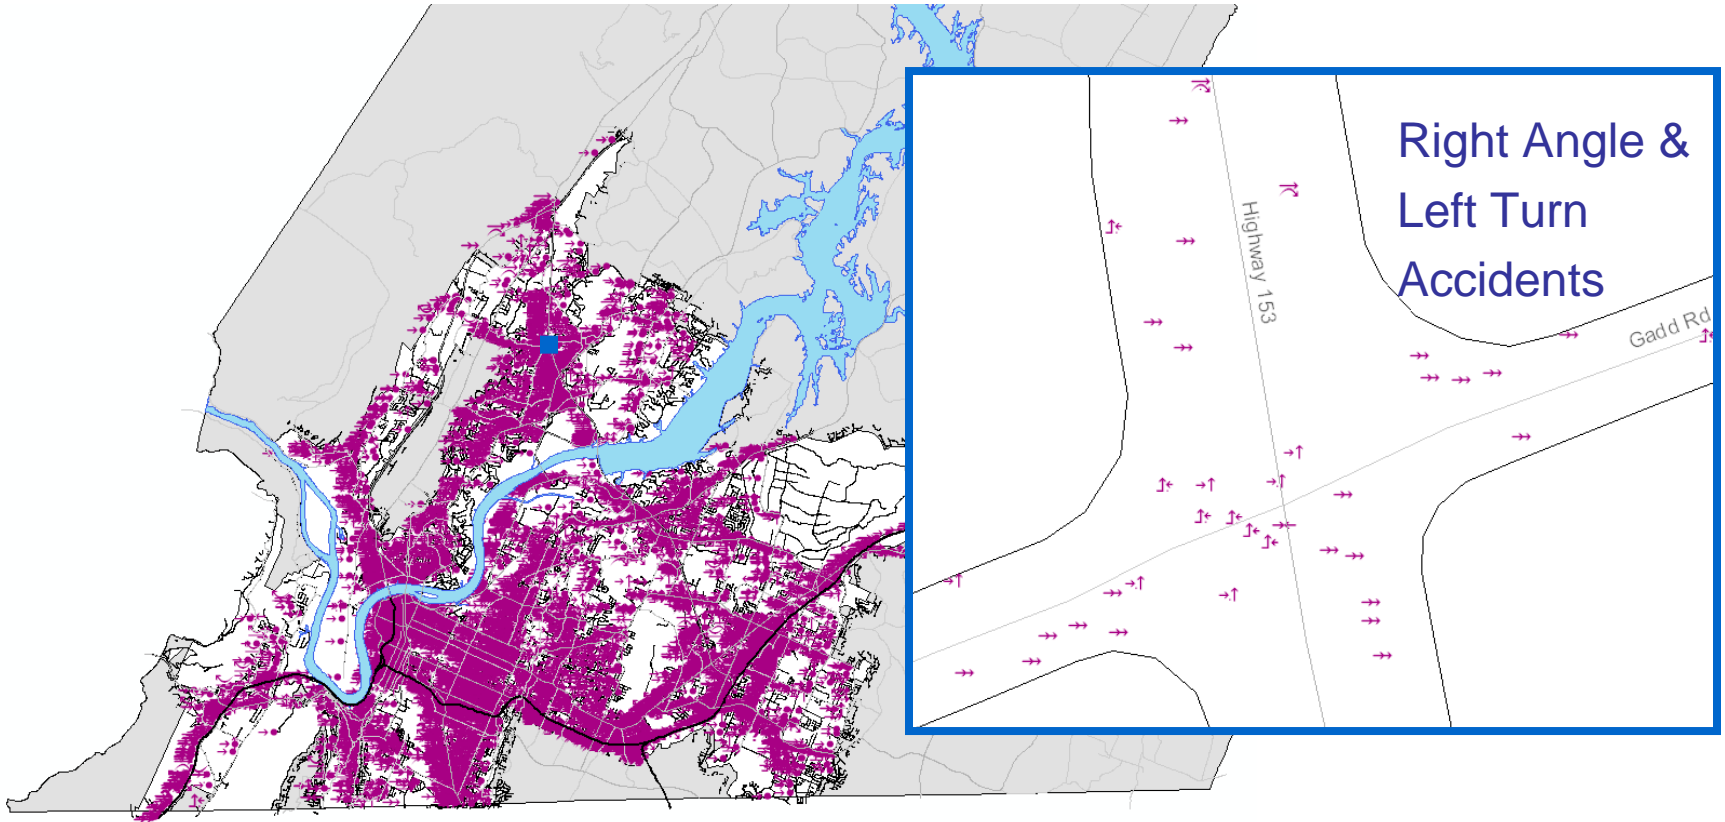 Right Angle &
Left Turn
Accidents
Highway 153
Gadd Rd